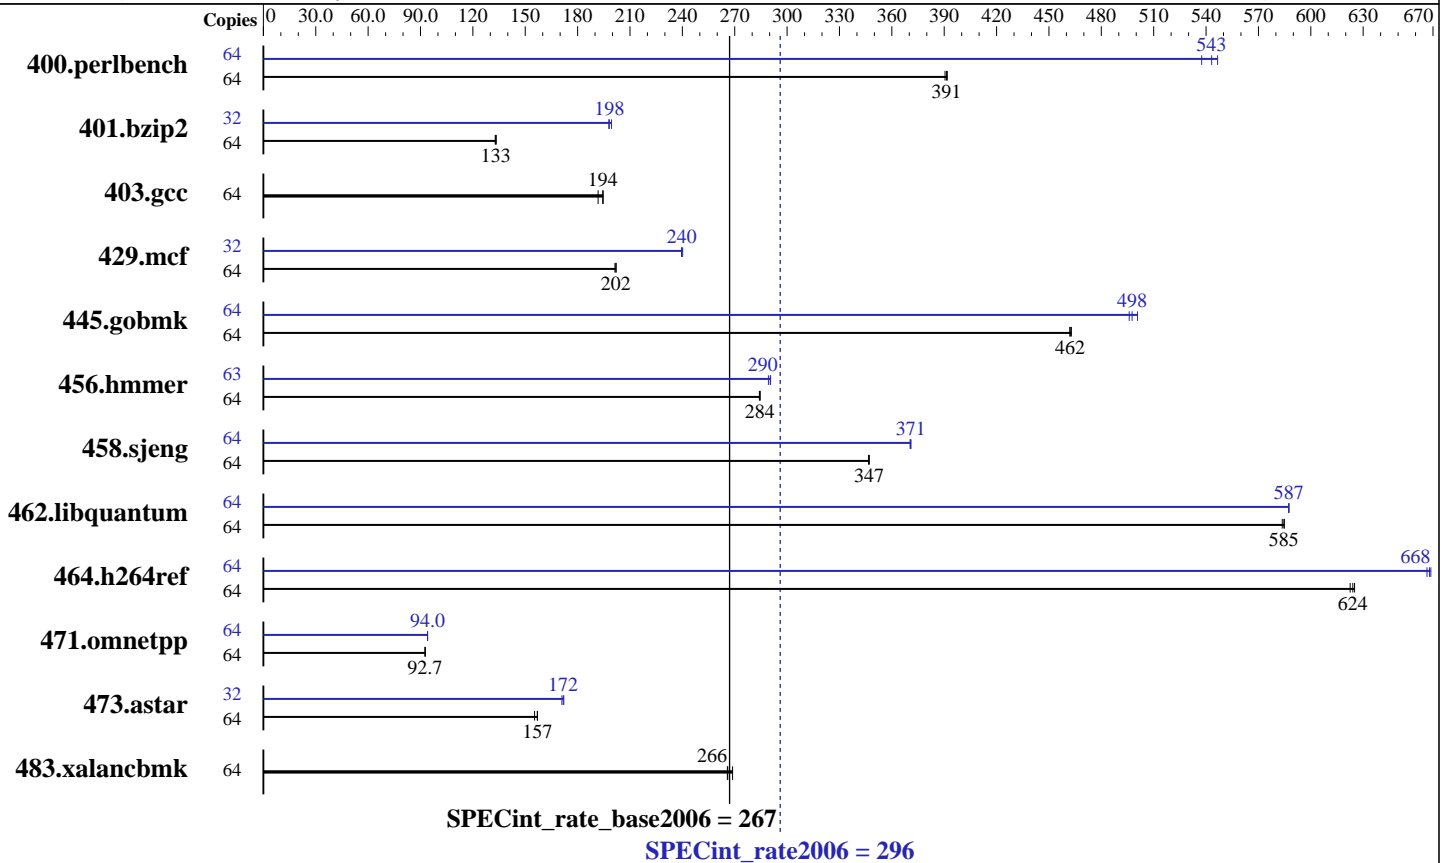 Copies 0 30.0 60.0 90.0 120 150 180 210 240 270 300 330 360 390 420 450 480 510 540 570 600 630 670
400.perlbench 64 543
64 391
401.bzip2 32 198
64 133
403.gcc 64 194
429.mcf 32 240
64 202
445.gobmk 64 498
64 462
456.hmmer 63 290
64 284
458.sjeng 64 371
64 347
462.libquantum 64 587
64 585
464.h264ref 64 668
64 624
471.omnetpp 64 94.0
64 92.7
473.astar 32 172
64 157
483.xalancbmk 64 266
SPECint_rate_base2006 = 267
SPECint_rate2006 = 296